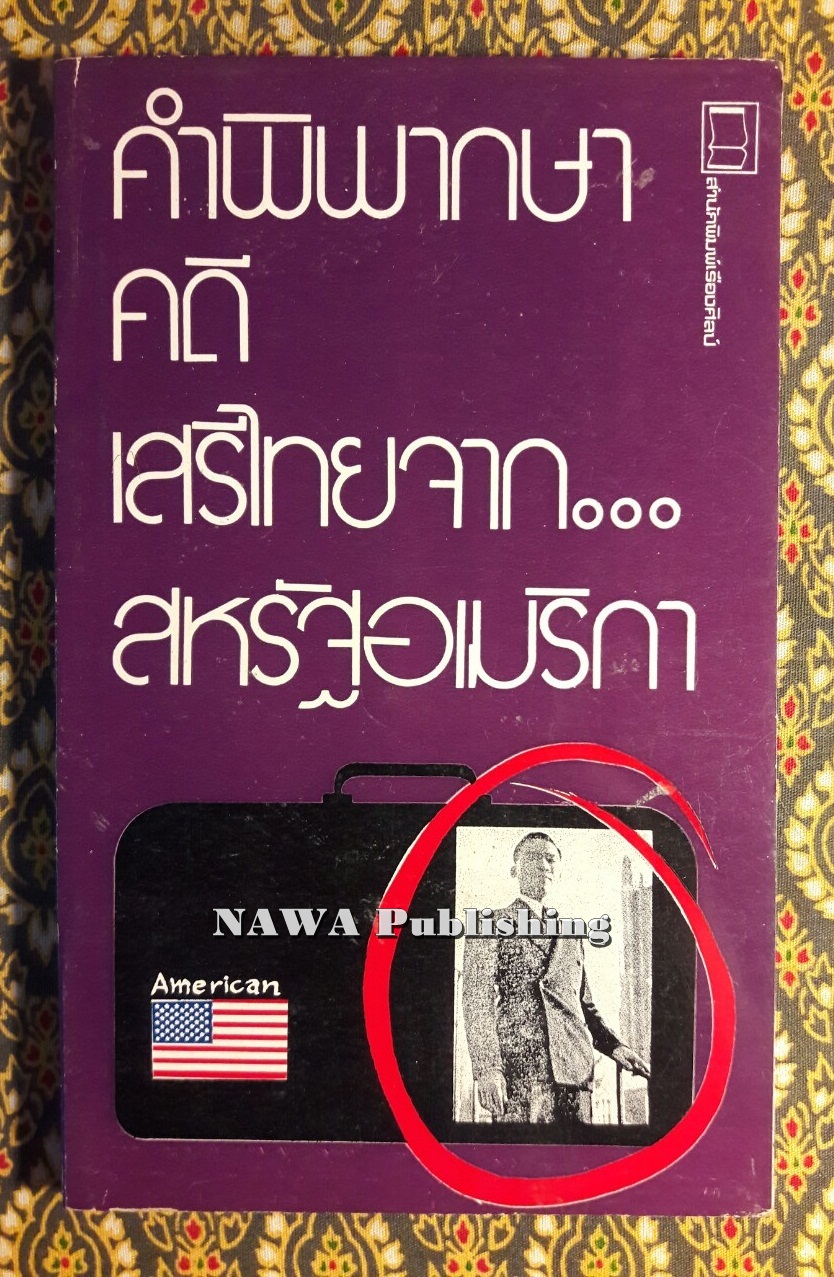 คำพิพากษา
คดี
เสรีไทยจาก...
สหรัฐอเมริกา
สำนักพิมพ์เริงศิลป์
NAWA Publishing
American